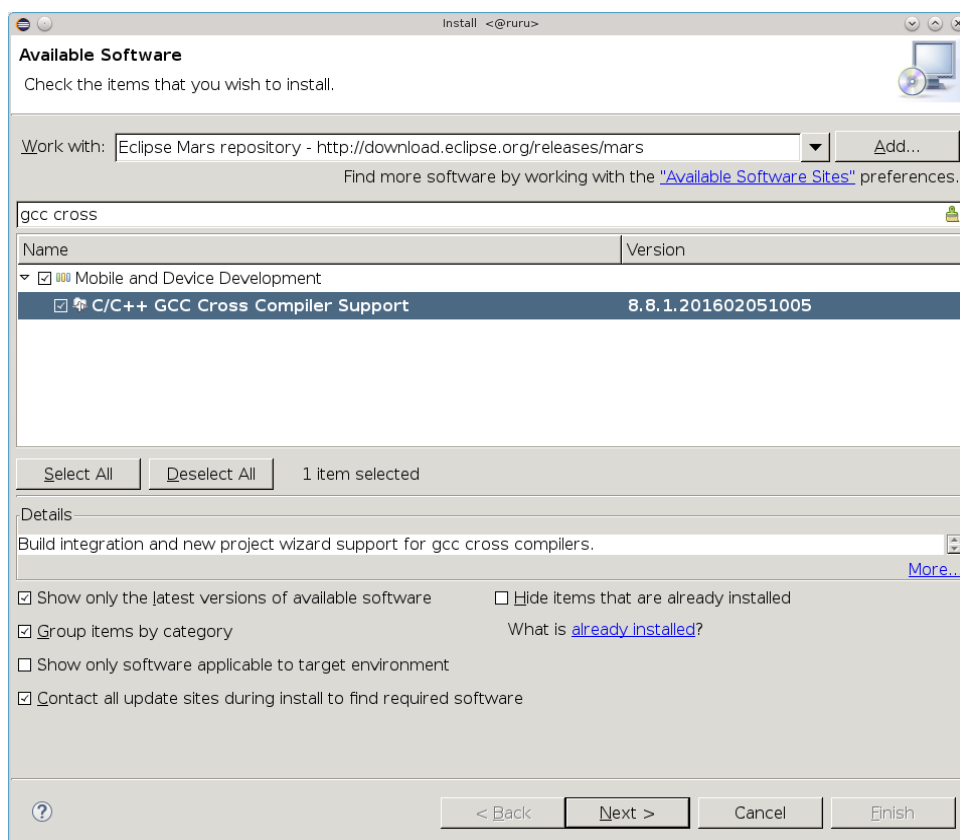 Install <@ruru>
Available Software
Check the items that you wish to install.
Work with: Eclipse Mars repository - http://download.eclipse.org/releases/mars Add...
Find more software by working with the "Available Software Sites" preferences.
gcc cross
Name Version
Mobile and Device Development
C/C++ GCC Cross Compiler Support 8.8.1.201602051005
Select All Deselect All 1 item selected
Details
Build integration and new project wizard support for gcc cross compilers.
More...
Show only the latest versions of available software Hide items that are already installed
Group items by category What is already installed?
Show only software applicable to target environment
Contact all update sites during install to find required software
? < Back Next > Cancel Finish